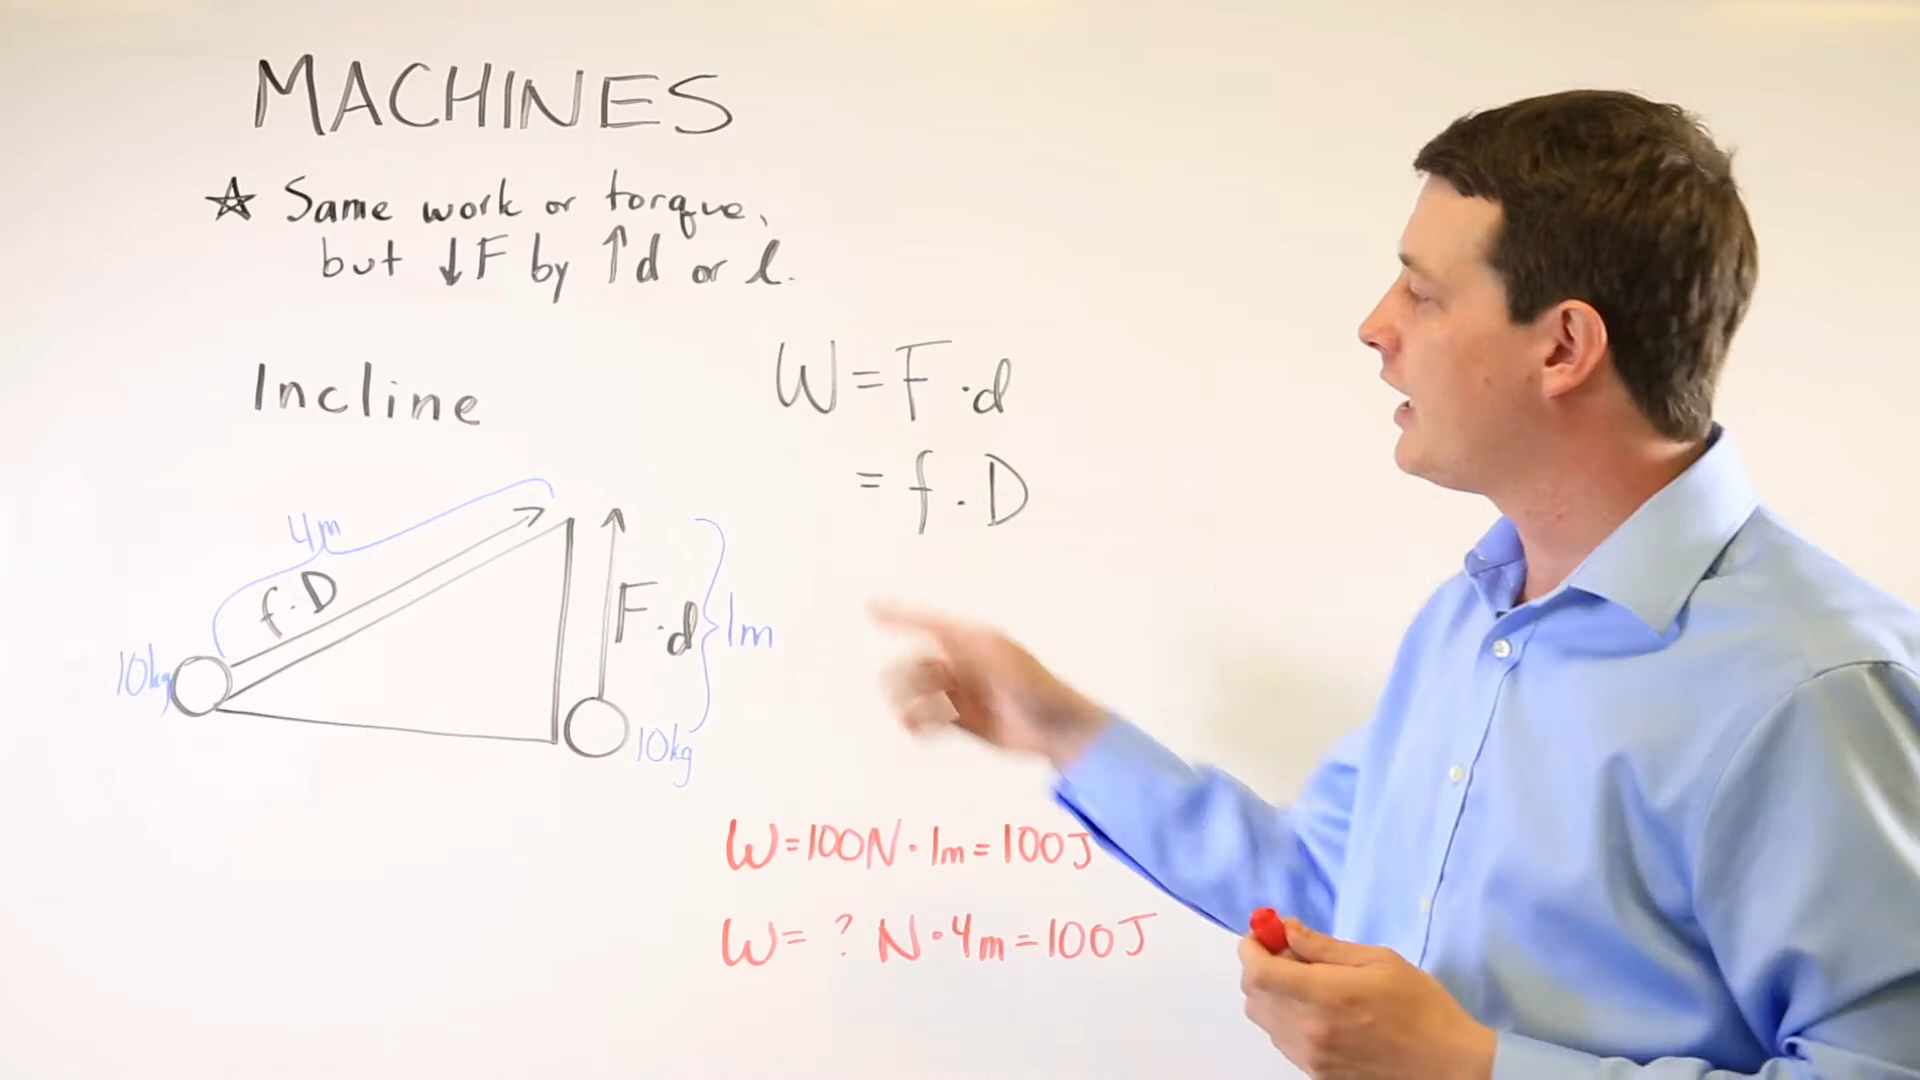 MACHINES
☆ Same work or torque,
but ↓F by ↑d or l.
Incline
W = F·d
= f·D
4m
f·D
F·d
1m
10kg
10kg
W=100N·1m=100J
W= ? N·4m=100J